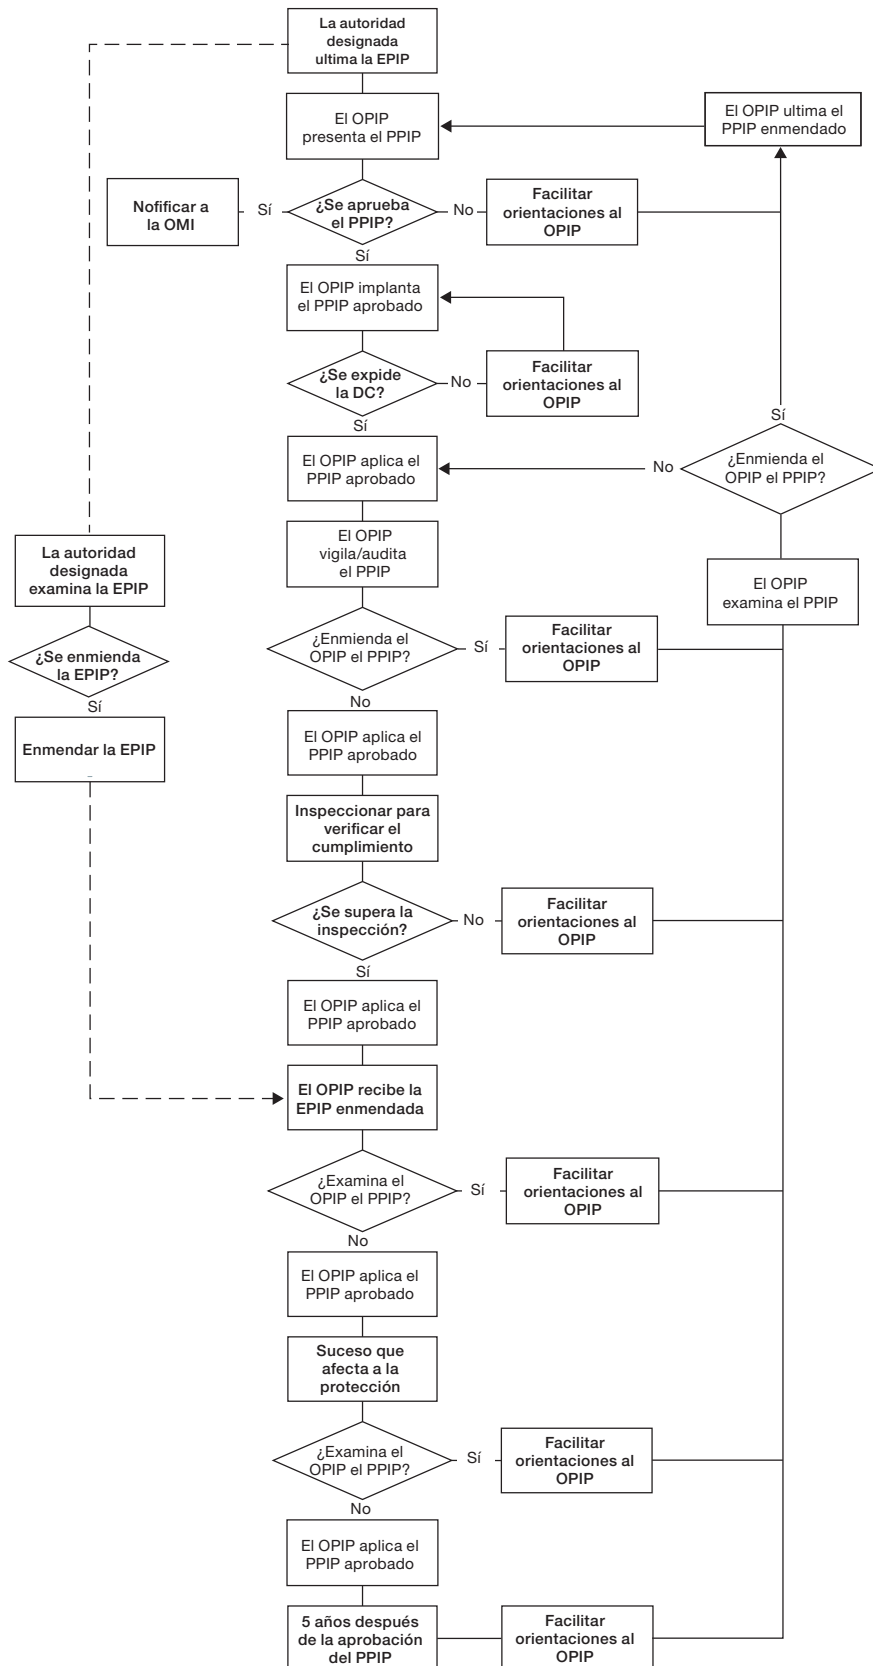 La autoridad
designada
ultima la EPIP
El OPIP
presenta el PPIP
El OPIP ultima el
PPIP enmendado
Nofificar a
la OMI
Sí
¿Se aprueba
el PPIP?
No
Facilitar
orientaciones al
OPIP
Sí
El OPIP implanta
el PPIP aprobado
¿Se expide
la DC?
No
Facilitar
orientaciones al
OPIP
Sí
Sí
El OPIP aplica el
PPIP aprobado
No
¿Enmienda el
OPIP el PPIP?
El OPIP
vigila/audita
el PPIP
La autoridad
designada
examina la EPIP
El OPIP
examina el PPIP
¿Se enmienda
la EPIP?
¿Enmienda el
OPIP el PPIP?
Sí
Facilitar
orientaciones al
OPIP
Sí
No
Enmendar la EPIP
El OPIP aplica el
PPIP aprobado
Inspeccionar para
verificar el
cumplimiento
¿Se supera la
inspección?
No
Facilitar
orientaciones al
OPIP
Sí
El OPIP aplica el
PPIP aprobado
El OPIP recibe la
EPIP enmendada
¿Examina el
OPIP el PPIP?
Sí
Facilitar
orientaciones al
OPIP
No
El OPIP aplica el
PPIP aprobado
Suceso que
afecta a la
protección
¿Examina el
OPIP el PPIP?
Sí
Facilitar
orientaciones al
OPIP
No
El OPIP aplica el
PPIP aprobado
5 años después
de la aprobación
del PPIP
Facilitar
orientaciones al
OPIP